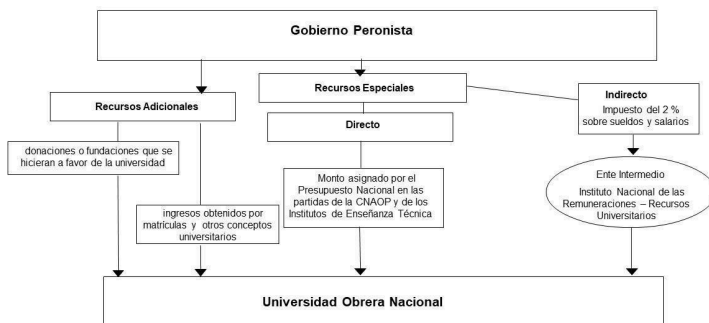 Gobierno Peronista
Recursos Adicionales
Recursos Especiales
Indirecto
Impuesto del 2 %
sobre sueldos y salarios
Directo
donaciones o fundaciones que se
hicieran a favor de la universidad
ingresos obtenidos por
matrículas y otros conceptos
universitarios
Monto asignado por el
Presupuesto Nacional en las
partidas de la CNAOP y de los
Institutos de Enseñanza Técnica
Ente Intermedio
Instituto Nacional de las
Remuneraciones – Recursos
Universitarios
Universidad Obrera Nacional